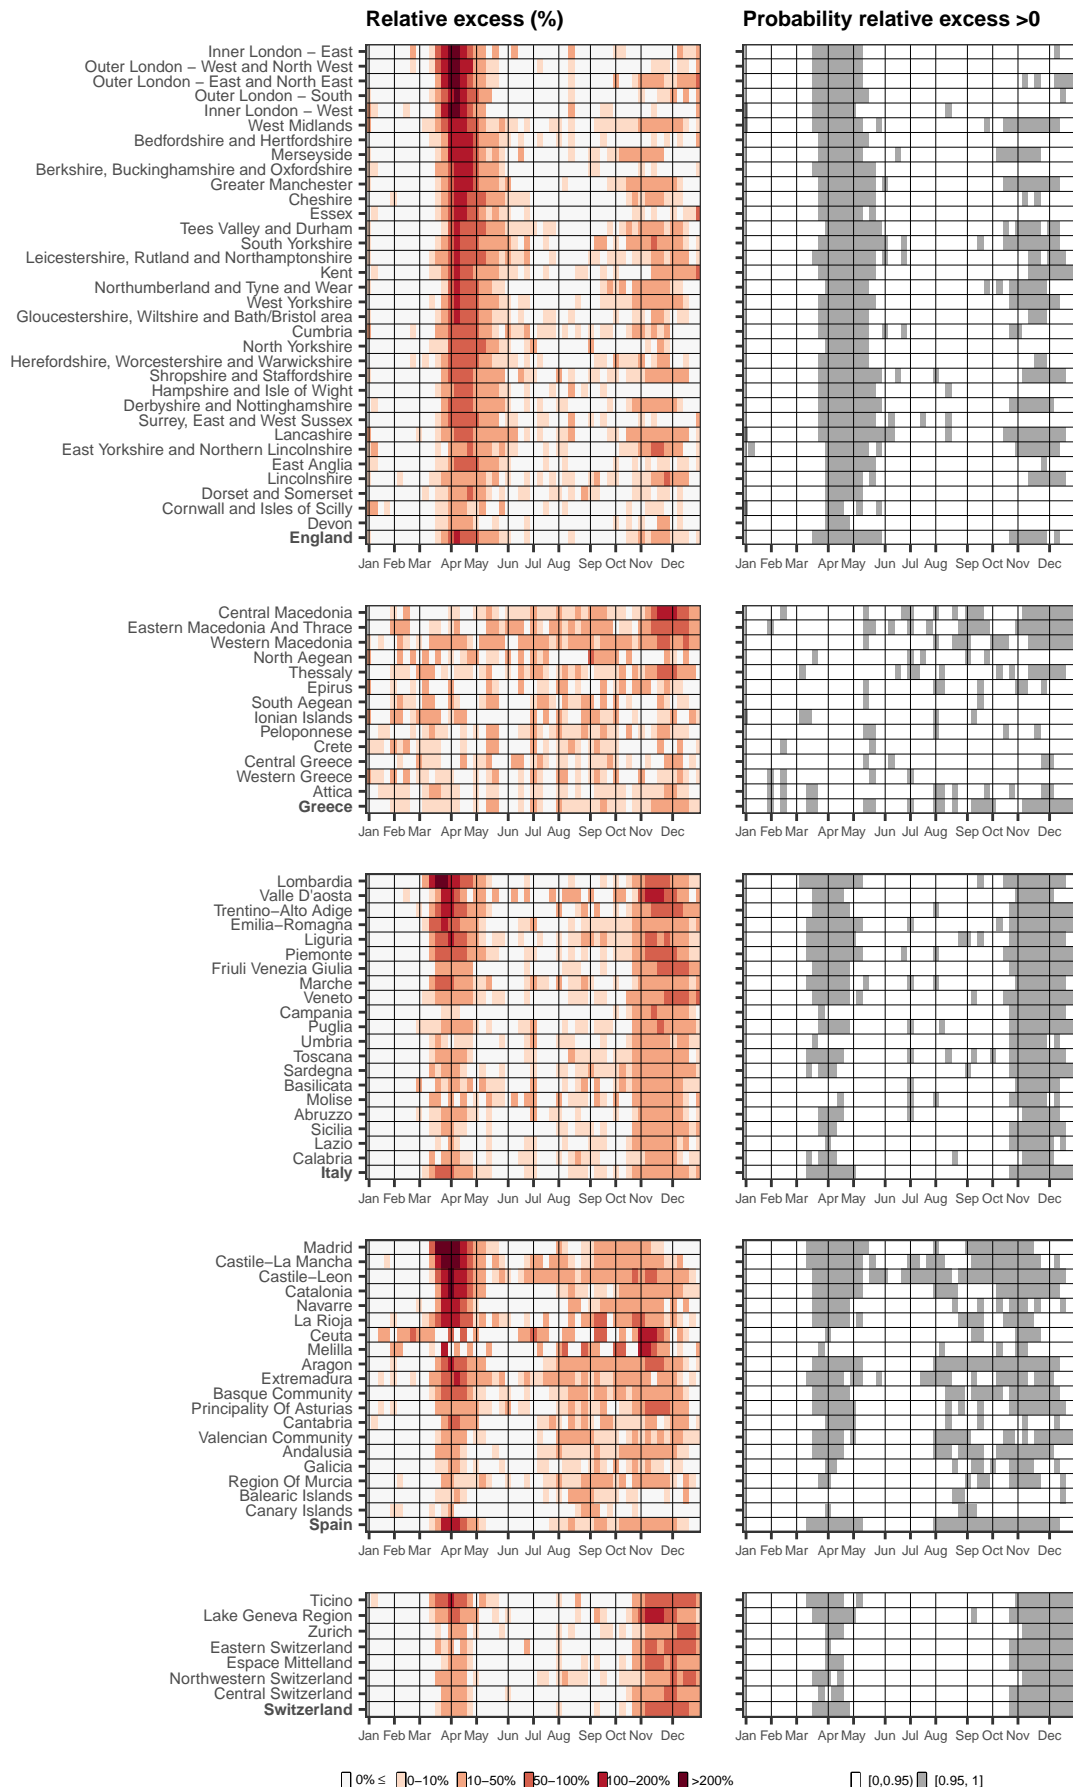 Relative excess (%)
Probability relative excess >0
Inner London − East
Outer London − West and North West
Outer London − East and North East
Outer London − South
Inner London − West
West Midlands
Bedfordshire and Hertfordshire
Merseyside
Berkshire, Buckinghamshire and Oxfordshire
Greater Manchester
Cheshire
Essex
Tees Valley and Durham
South Yorkshire
Leicestershire, Rutland and Northamptonshire
Kent
Northumberland and Tyne and Wear
West Yorkshire
Gloucestershire, Wiltshire and Bath/Bristol area
Cumbria
North Yorkshire
Herefordshire, Worcestershire and Warwickshire
Shropshire and Staffordshire
Hampshire and Isle of Wight
Derbyshire and Nottinghamshire
Surrey, East and West Sussex
Lancashire
East Yorkshire and Northern Lincolnshire
East Anglia
Lincolnshire
Dorset and Somerset
Cornwall and Isles of Scilly
Devon
England
Jan Feb Mar Apr May Jun Jul Aug Sep Oct Nov Dec
Jan Feb Mar Apr May Jun Jul Aug Sep Oct Nov Dec
Central Macedonia
Eastern Macedonia And Thrace
Western Macedonia
North Aegean
Thessaly
Epirus
South Aegean
Ionian Islands
Peloponnese
Crete
Central Greece
Western Greece
Attica
Greece
Jan Feb Mar Apr May Jun Jul Aug Sep Oct Nov Dec
Jan Feb Mar Apr May Jun Jul Aug Sep Oct Nov Dec
Lombardia
Valle D'aosta
Trentino−Alto Adige
Emilia−Romagna
Liguria
Piemonte
Friuli Venezia Giulia
Marche
Veneto
Campania
Puglia
Umbria
Toscana
Sardegna
Basilicata
Molise
Abruzzo
Sicilia
Lazio
Calabria
Italy
Jan Feb Mar Apr May Jun Jul Aug Sep Oct Nov Dec
Jan Feb Mar Apr May Jun Jul Aug Sep Oct Nov Dec
Madrid
Castile−La Mancha
Castile−Leon
Catalonia
Navarre
La Rioja
Ceuta
Melilla
Aragon
Extremadura
Basque Community
Principality Of Asturias
Cantabria
Valencian Community
Andalusia
Galicia
Region Of Murcia
Balearic Islands
Canary Islands
Spain
Jan Feb Mar Apr May Jun Jul Aug Sep Oct Nov Dec
Jan Feb Mar Apr May Jun Jul Aug Sep Oct Nov Dec
Ticino
Lake Geneva Region
Zurich
Eastern Switzerland
Espace Mittelland
Northwestern Switzerland
Central Switzerland
Switzerland
Jan Feb Mar Apr May Jun Jul Aug Sep Oct Nov Dec
Jan Feb Mar Apr May Jun Jul Aug Sep Oct Nov Dec
0% ≤ 0−10% 10−50% 50−100% 100−200% >200%
[0,0.95) [0.95, 1]